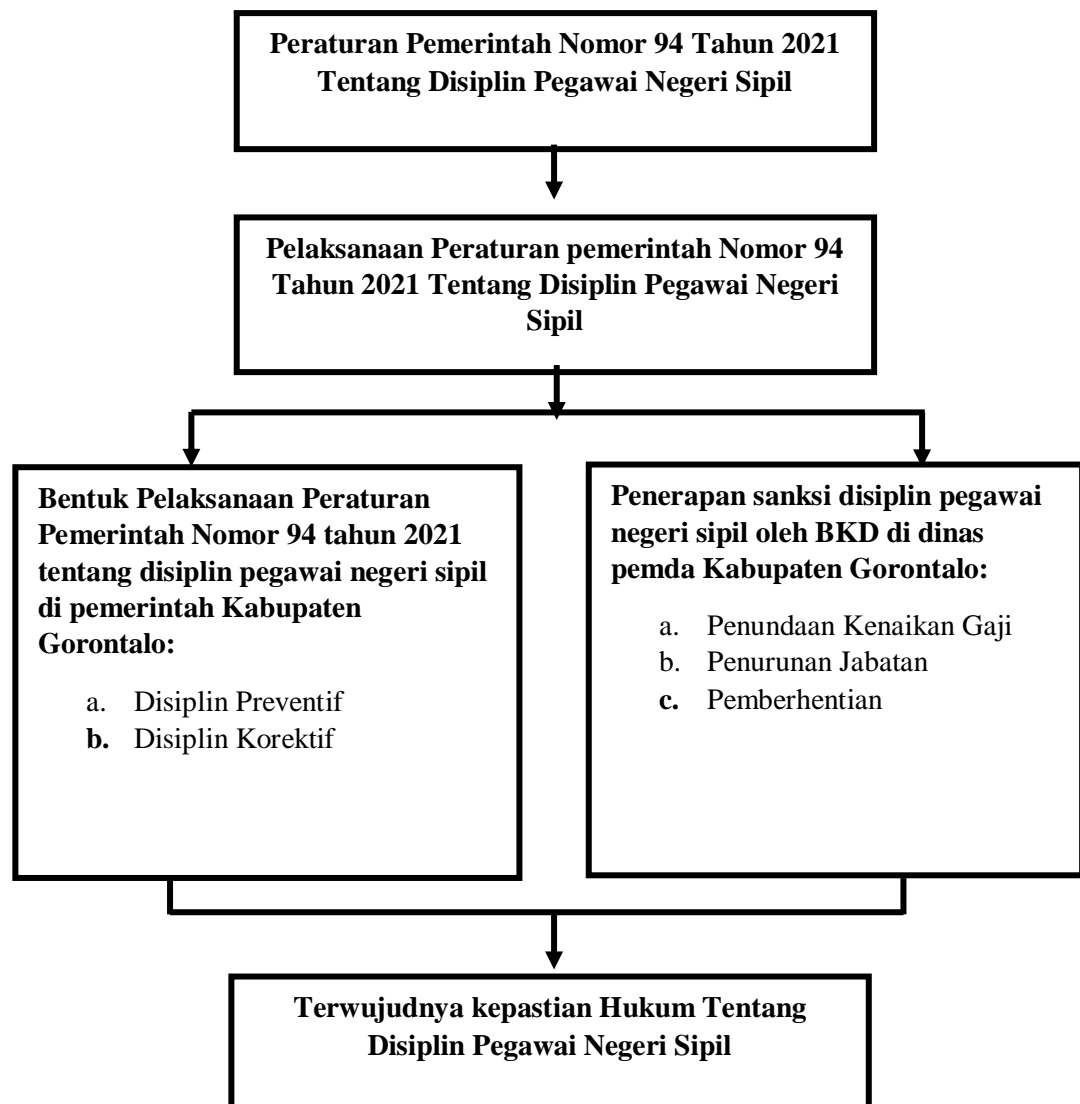 Peraturan Pemerintah Nomor 94 Tahun 2021
Tentang Disiplin Pegawai Negeri Sipil
Pelaksanaan Peraturan pemerintah Nomor 94
Tahun 2021 Tentang Disiplin Pegawai Negeri
Sipil
Bentuk Pelaksanaan Peraturan
Pemerintah Nomor 94 tahun 2021
tentang disiplin pegawai negeri sipil
di pemerintah Kabupaten
Gorontalo:
a. Disiplin Preventif
b. Disiplin Korektif
Penerapan sanksi disiplin pegawai
negeri sipil oleh BKD di dinas
pemda Kabupaten Gorontalo:
a. Penundaan Kenaikan Gaji
b. Penurunan Jabatan
c. Pemberhentian
Terwujudnya kepastian Hukum Tentang
Disiplin Pegawai Negeri Sipil